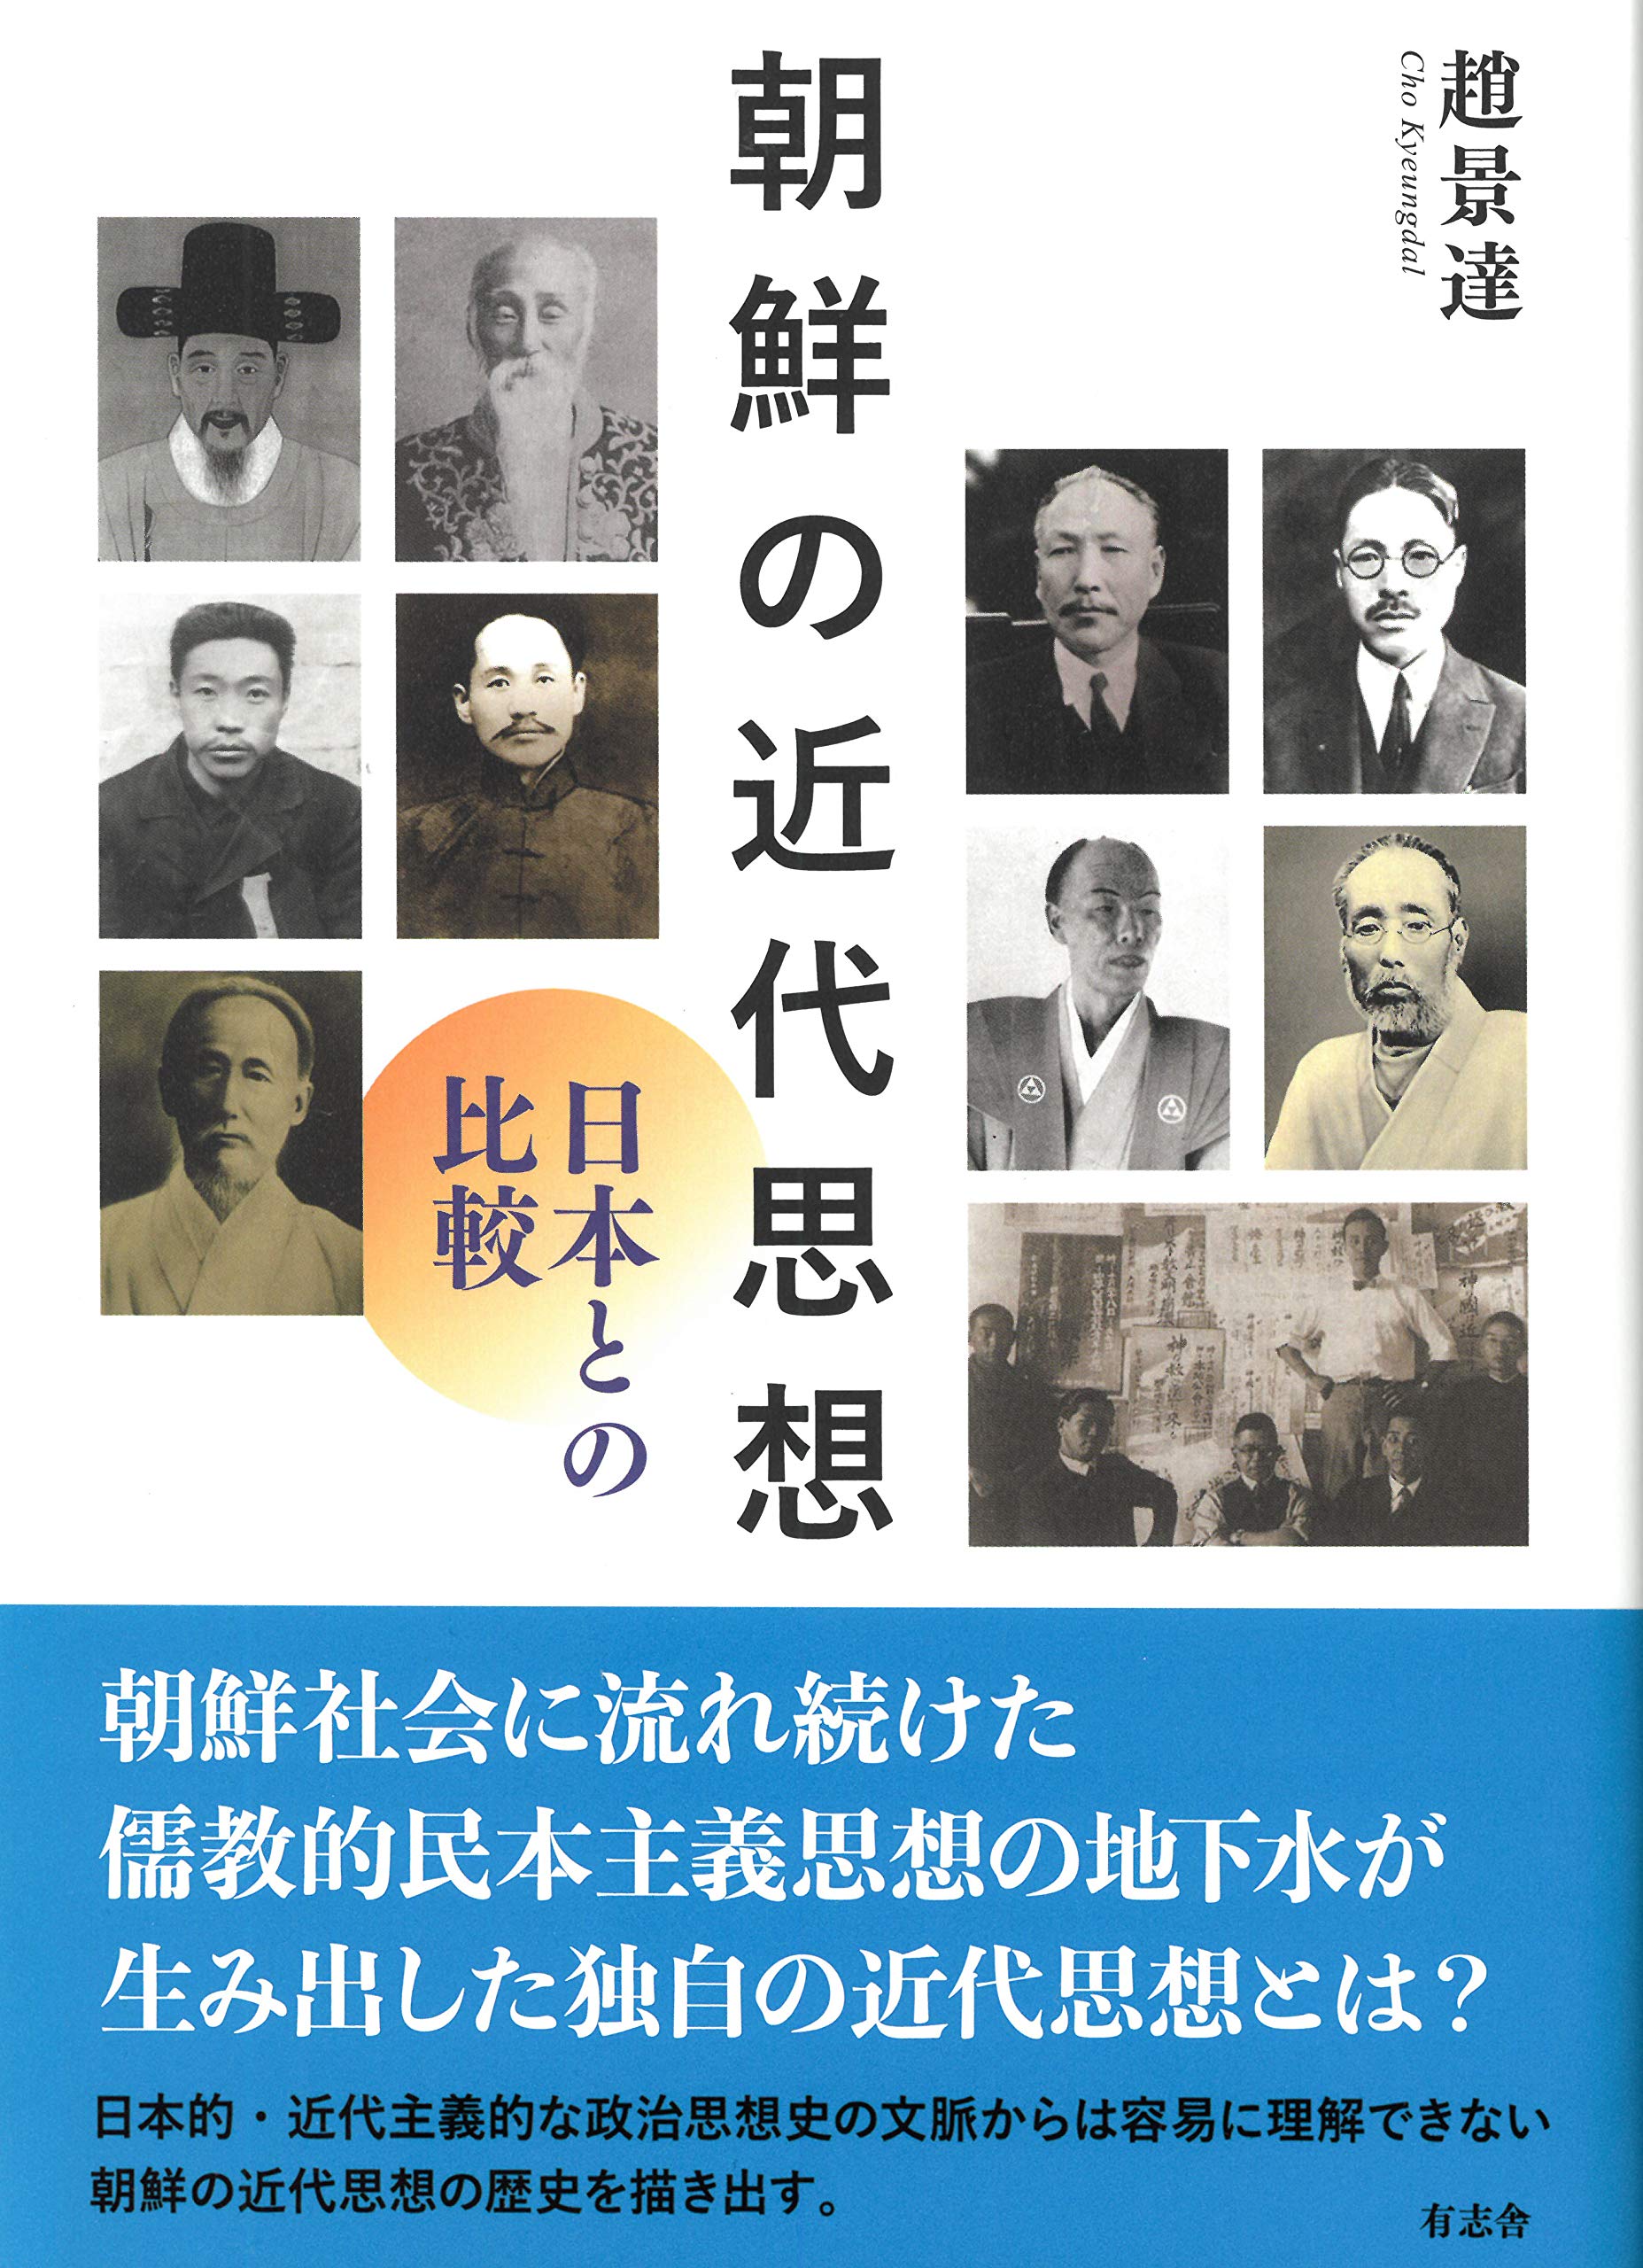 趙景達
Cho Kyeungdal
朝鮮の近代思想
日本との
比較
神の國近
朝鮮社会に流れ続けた
儒教的民本主義思想の地下水が
生み出した独自の近代思想とは？
日本的・近代主義的な政治思想史の文脈からは容易に理解できない
朝鮮の近代思想の歴史を描き出す。
有志舎